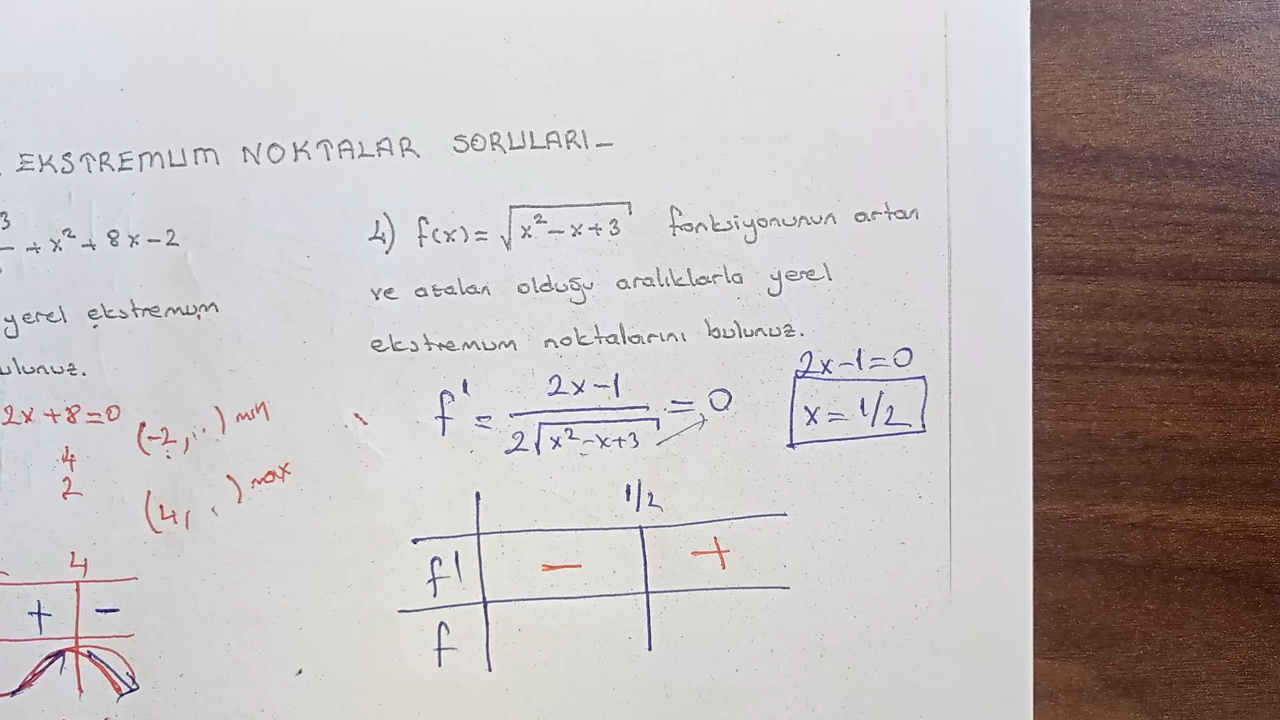 EKSTREMUM NOKTALAR SORULARI-
3
+ x² + 8x - 2
yerel ekstremum
ulunuz.
2x + 8 = 0
(-2, ..) min
4
2
(4, . ) max
4
+ -
4) f(x) = √(x² - x + 3) fonksiyonunun artan
ve azalan olduğu aralıklarla yerel
ekstremum noktalarını bulunuz.
f' = (2x - 1) / (2√(x² - x + 3)) = 0
2x - 1 = 0
x = 1/2
1/2
f' - +
f